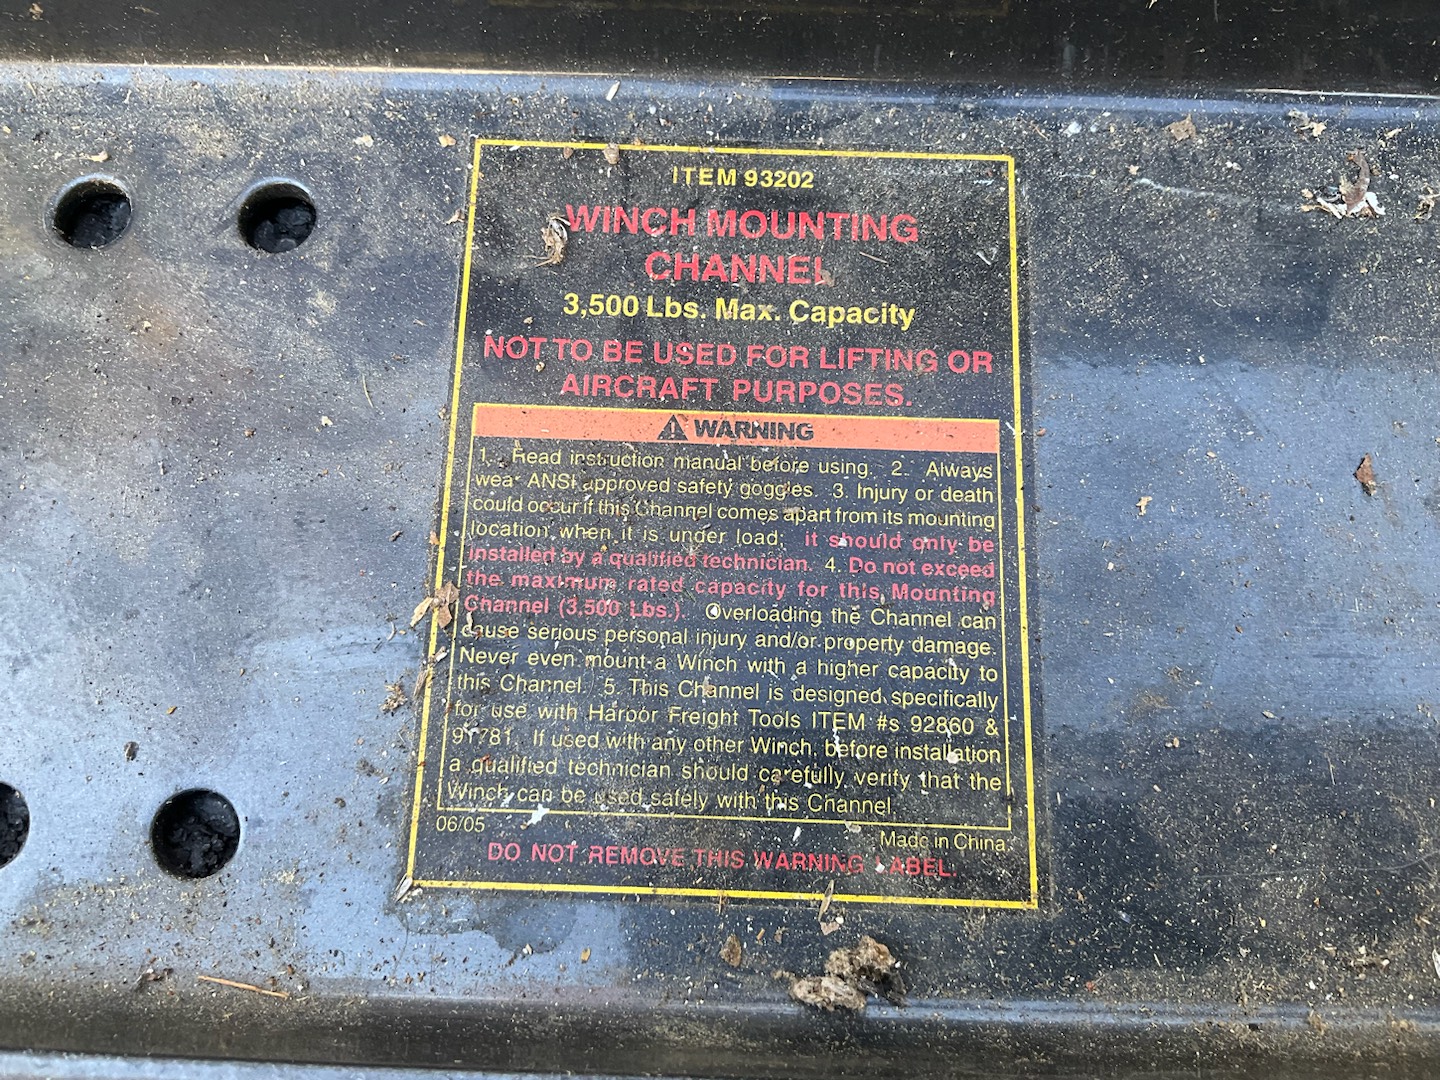 ITEM 93202
WINCH MOUNTING
CHANNEL
3,500 Lbs. Max. Capacity
NOT TO BE USED FOR LIFTING OR
AIRCRAFT PURPOSES.
WARNING
1. Read instruction manual before using. 2. Always
wear ANSI approved safety goggles. 3. Injury or death
could occur if this Channel comes apart from its mounting
location when it is under load; it should only be
installed by a qualified technician. 4. Do not exceed
the maximum rated capacity for this Mounting
Channel (3,500 Lbs.). Overloading the Channel can
cause serious personal injury and/or property damage.
Never even mount a Winch with a higher capacity to
this Channel. 5. This Channel is designed specifically
for use with Harbor Freight Tools ITEM #s 92860 &
91781. If used with any other Winch, before installation
a qualified technician should carefully verify that the
Winch can be used safely with this Channel.
06/05
Made in China.
DO NOT REMOVE THIS WARNING LABEL.